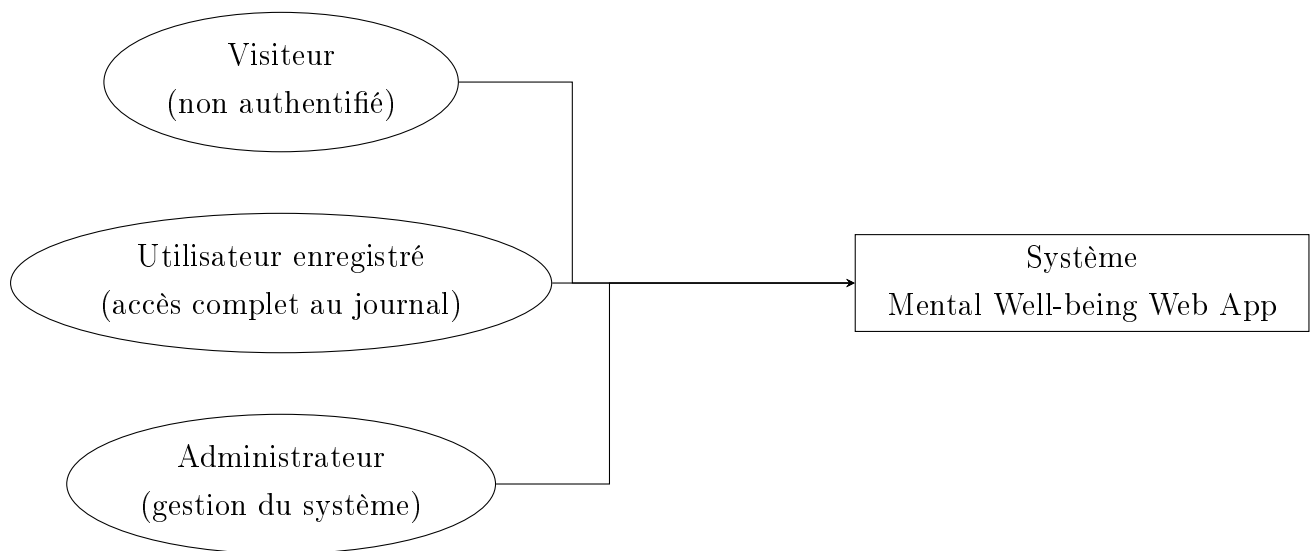 Visiteur
(non authentifié)
Utilisateur enregistré
(accès complet au journal)
Système
Mental Well-being Web App
Administrateur
(gestion du système)